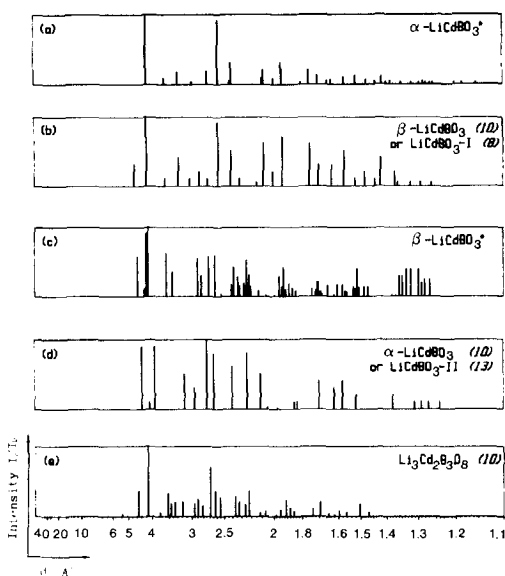 (a) α-LiCdBO₃*
(b) β-LiCdBO₃ (10)
or LiCdBO₃-I (8)
(c) β-LiCdBO₃*
(d) α-LiCdBO₃ (10)
or LiCdBO₃-II (13)
(e) Li₃Cd₂B₃O₈ (10)
Intensity I/I₀
40 20 10 6 5 4 3 2.5 2 1.8 1.6 1.5 1.4 1.3 1.2 1.1